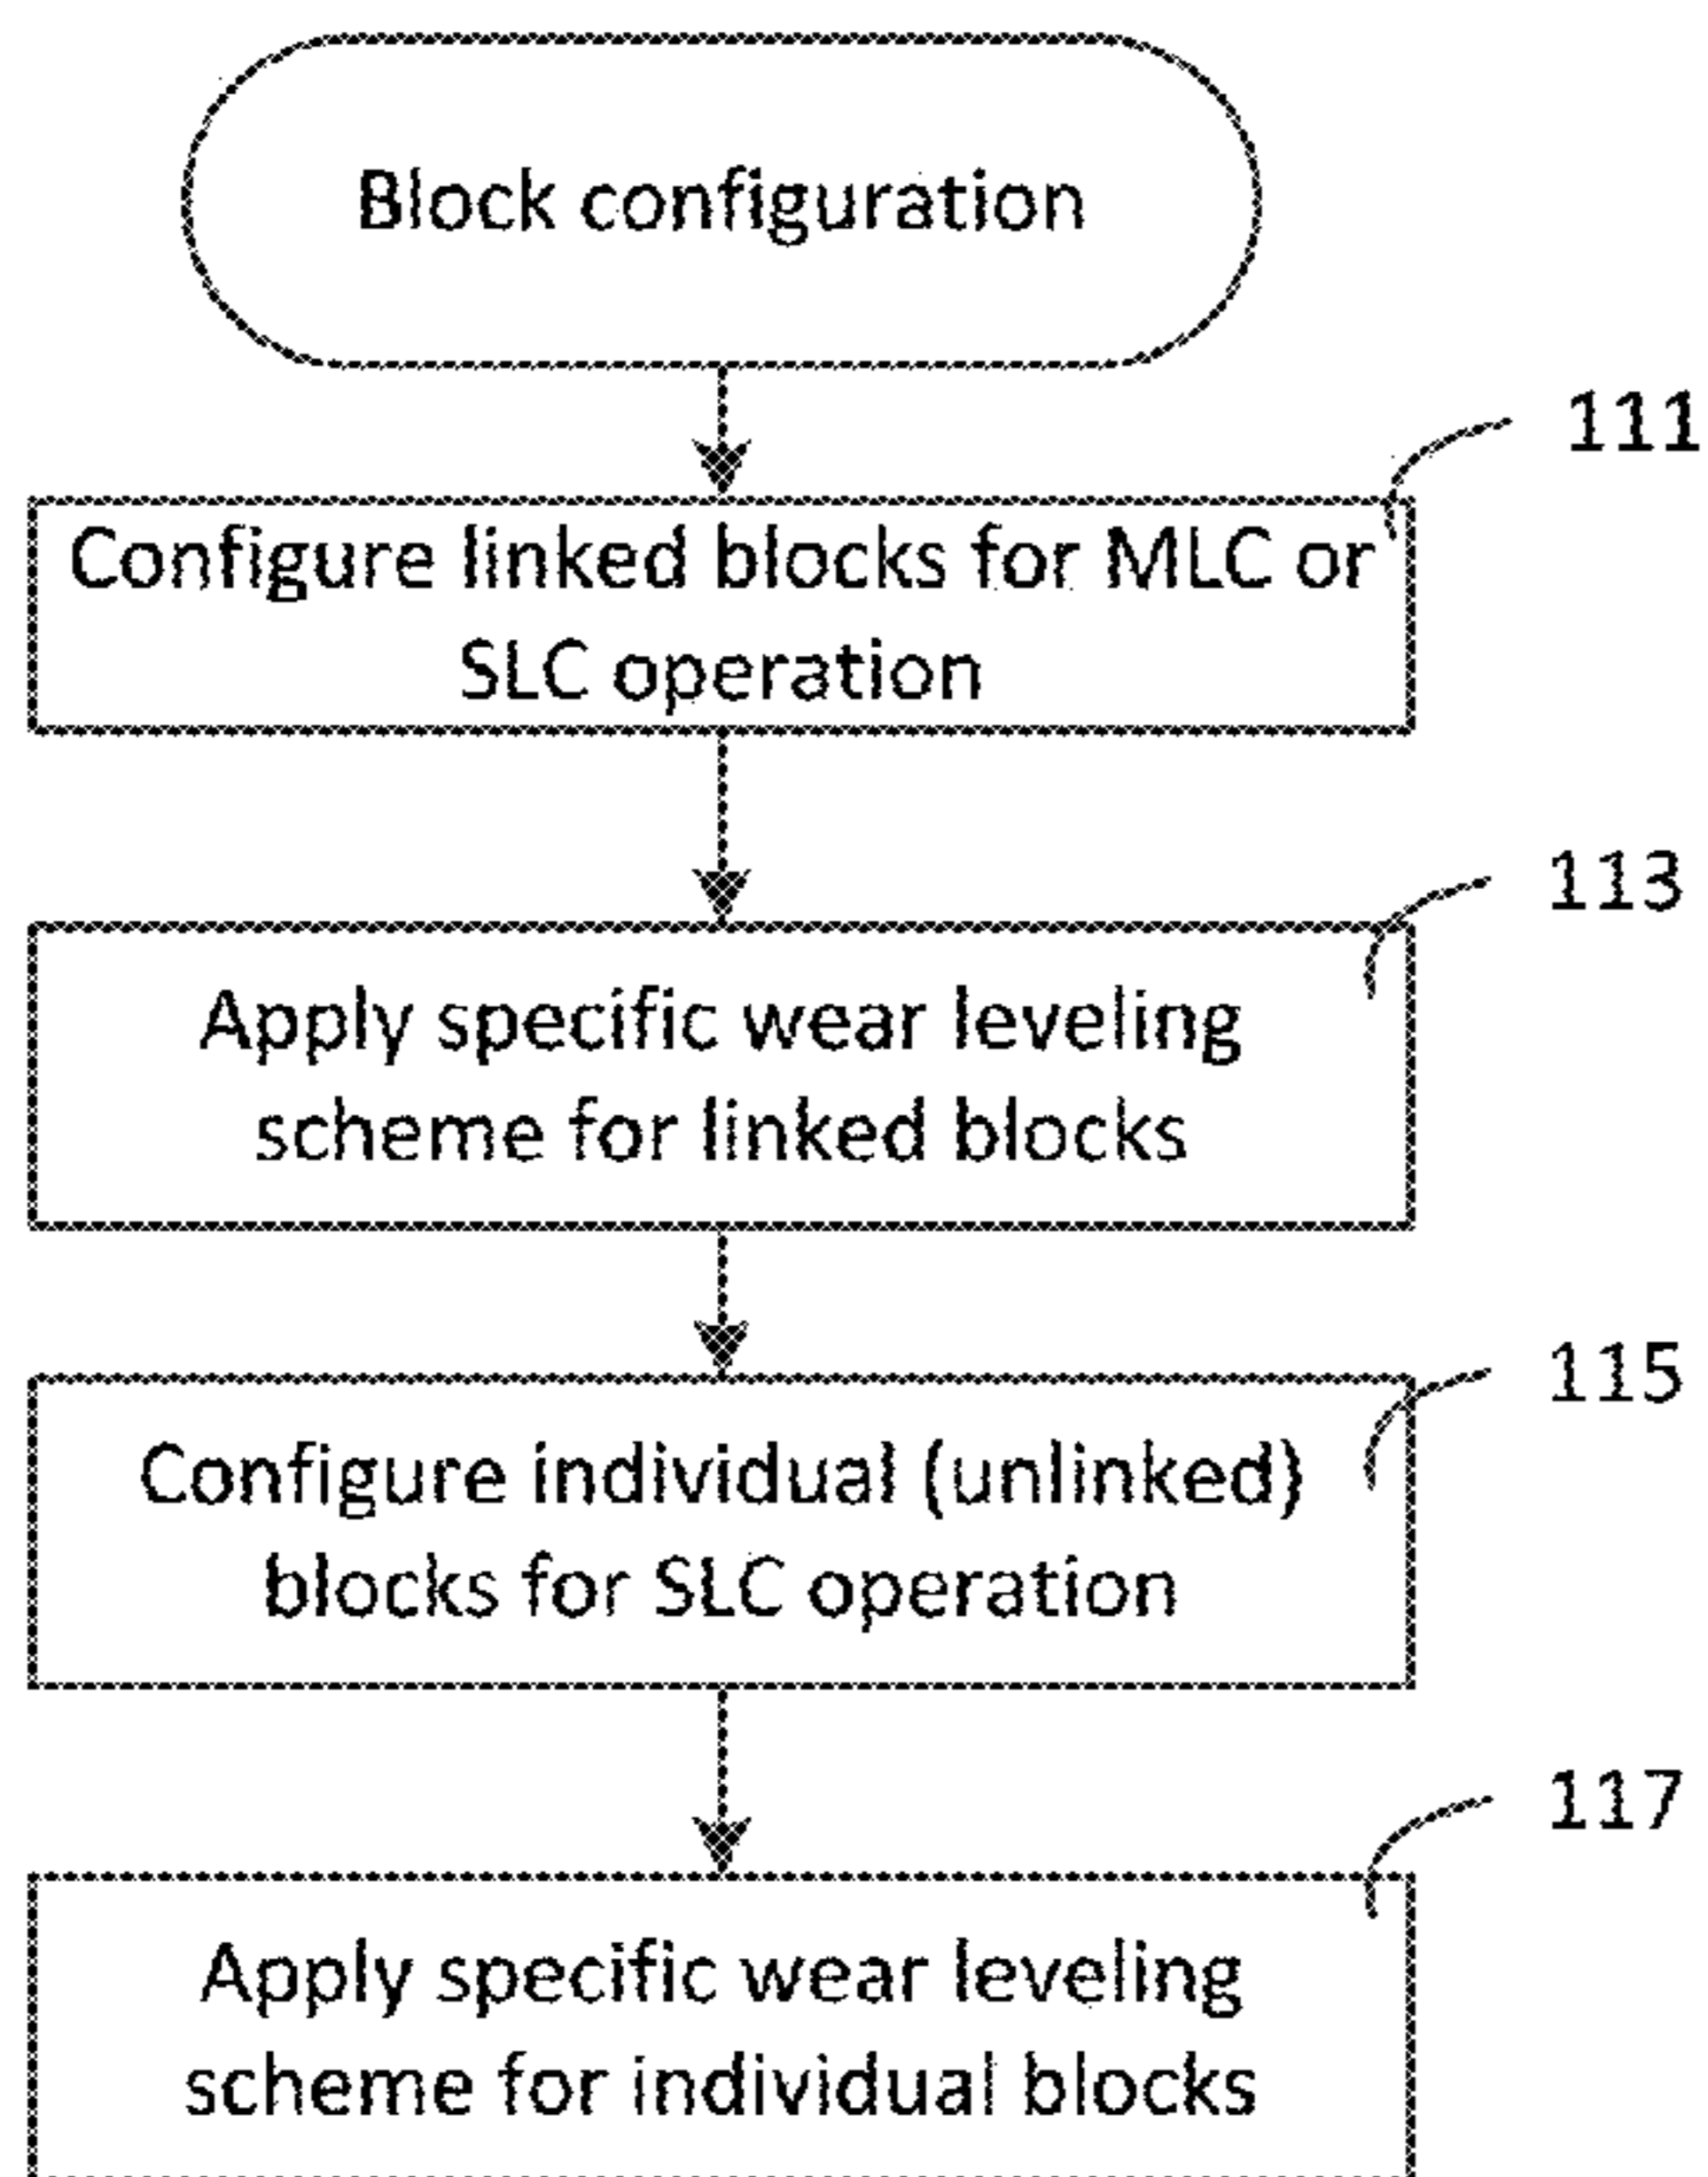 Block configuration
111
Configure linked blocks for MLC or
SLC operation
113
Apply specific wear leveling
scheme for linked blocks
115
Configure individual (unlinked)
blocks for SLC operation
117
Apply specific wear leveling
scheme for individual blocks